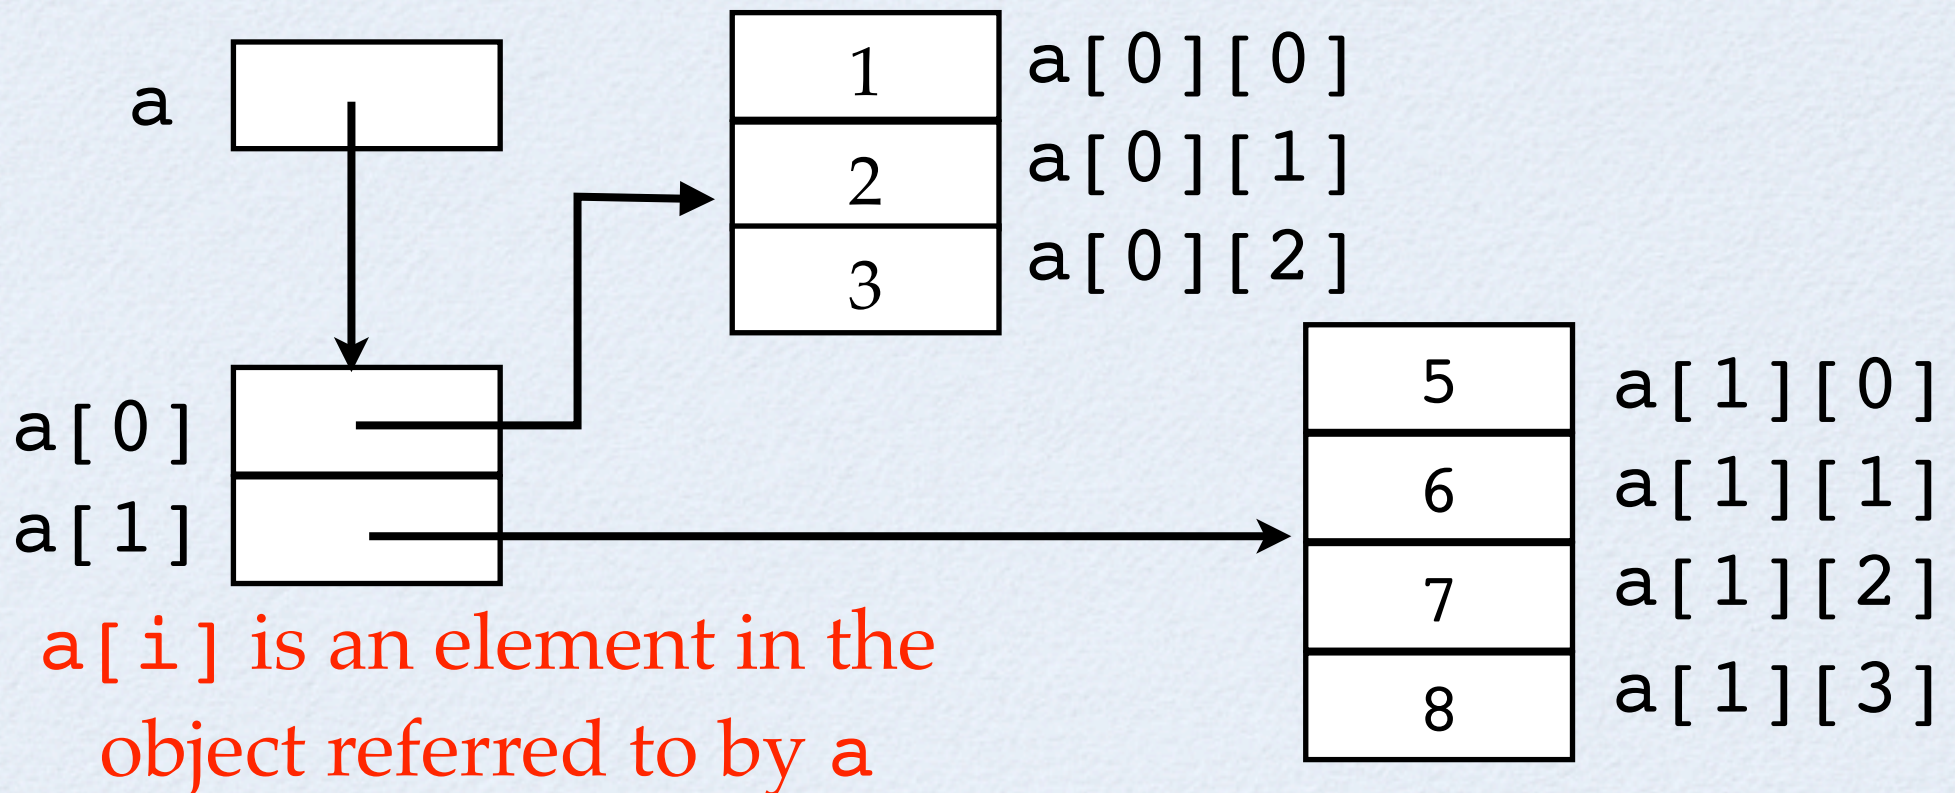 a
1 a[0][0]
2 a[0][1]
3 a[0][2]
a[0]
a[1]
5 a[1][0]
6 a[1][1]
7 a[1][2]
8 a[1][3]
a[i] is an element in the
object referred to by a